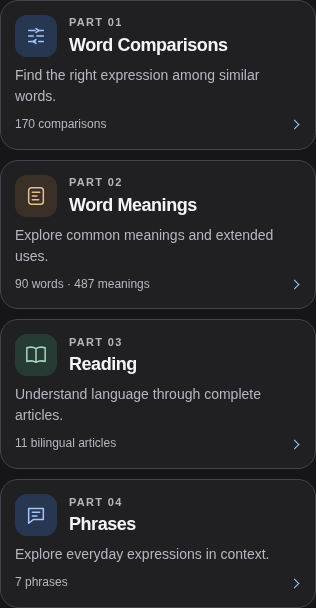 PART 01
Word Comparisons
Find the right expression among similar
words.
170 comparisons
PART 02
Word Meanings
Explore common meanings and extended
uses.
90 words · 487 meanings
PART 03
Reading
Understand language through complete
articles.
11 bilingual articles
PART 04
Phrases
Explore everyday expressions in context.
7 phrases